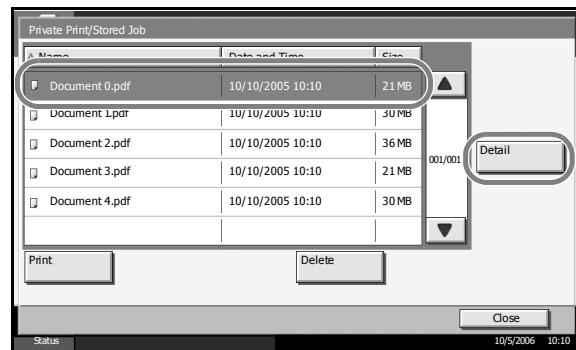 Private Print/Stored Job
Name Date and Time Size
Document 0.pdf 10/10/2005 10:10 21 MB
Document 1.pdf 10/10/2005 10:10 30 MB
Document 2.pdf 10/10/2005 10:10 36 MB
Document 3.pdf 10/10/2005 10:10 21 MB
Document 4.pdf 10/10/2005 10:10 30 MB
001/001
Detail
Print Delete
Close
Status 10/5/2006 10:10